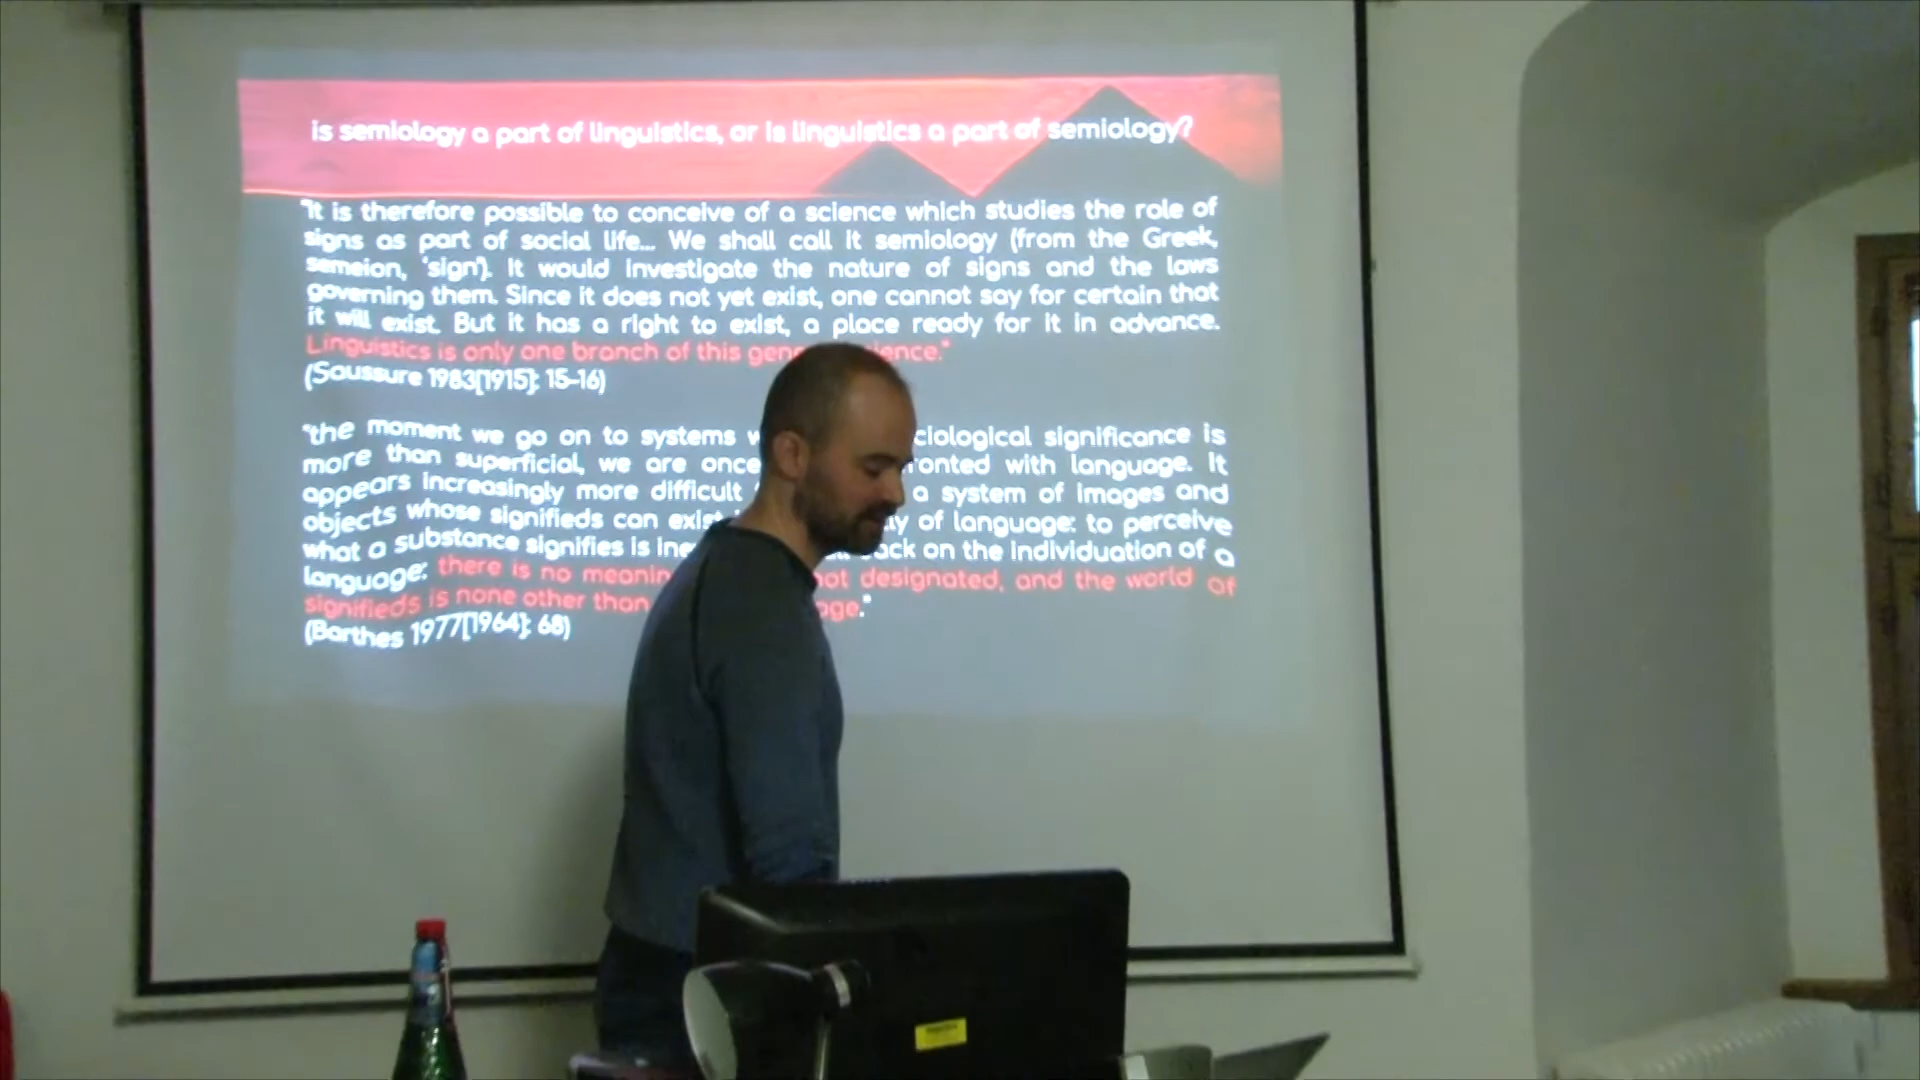 is semiology a part of linguistics, or is linguistics a part of semiology?
"it is therefore possible to conceive of a science which studies the role of
signs as part of social life... We shall call it semiology (from the Greek,
semeion, 'sign'). It would investigate the nature of signs and the laws
governing them. Since it does not yet exist, one cannot say for certain that
it will exist. But it has a right to exist, a place ready for it in advance.
Linguistics is only one branch of this
(Saussure 1983[1915]: 15-16)
"the moment we go on to systems significance is
more than superficial, we are once with language. It
appears increasingly more difficult a system of images and
objects whose signifieds can exist of language: to perceive
what a substance signifies is on the individuation of a
language: there is no designated, and the world of
signifieds is none other than
(Barthes 1977[1964]: 68)